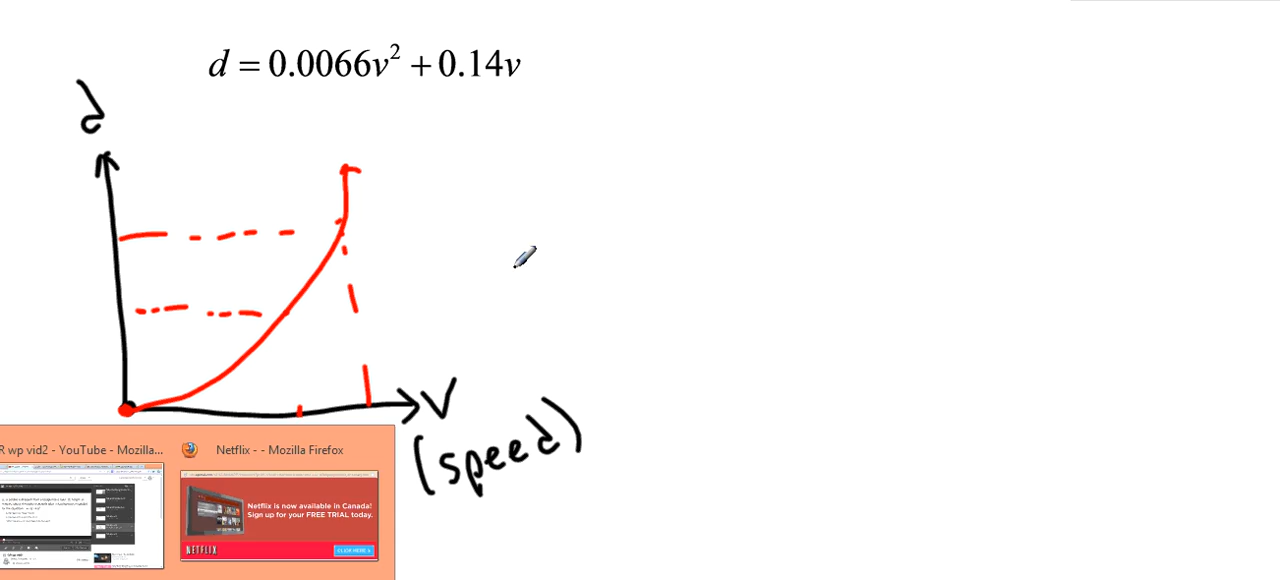 d = 0.0066v² + 0.14v
d
V
(speed)
R wp vid2 - YouTube - Mozilla...
Netflix - - Mozilla Firefox
Netflix is now available in Canada!
Sign up for your FREE TRIAL today.
NETFLIX
CLICK HERE